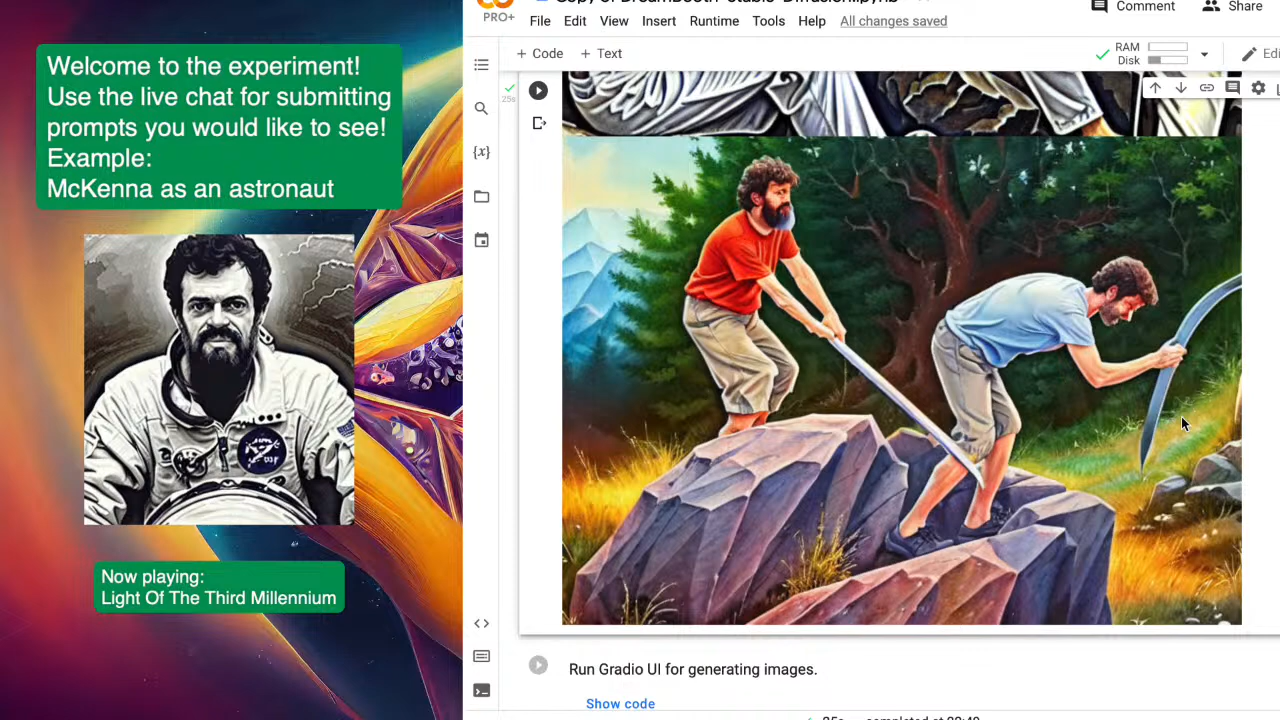 Welcome to the experiment!
Use the live chat for submitting
prompts you would like to see!
Example:
McKenna as an astronaut
Now playing:
Light Of The Third Millennium
PRO+
File Edit View Insert Runtime Tools Help All changes saved
Comment Share
+ Code + Text
RAM
Disk
25s
{x}
Run Gradio UI for generating images.
Show code